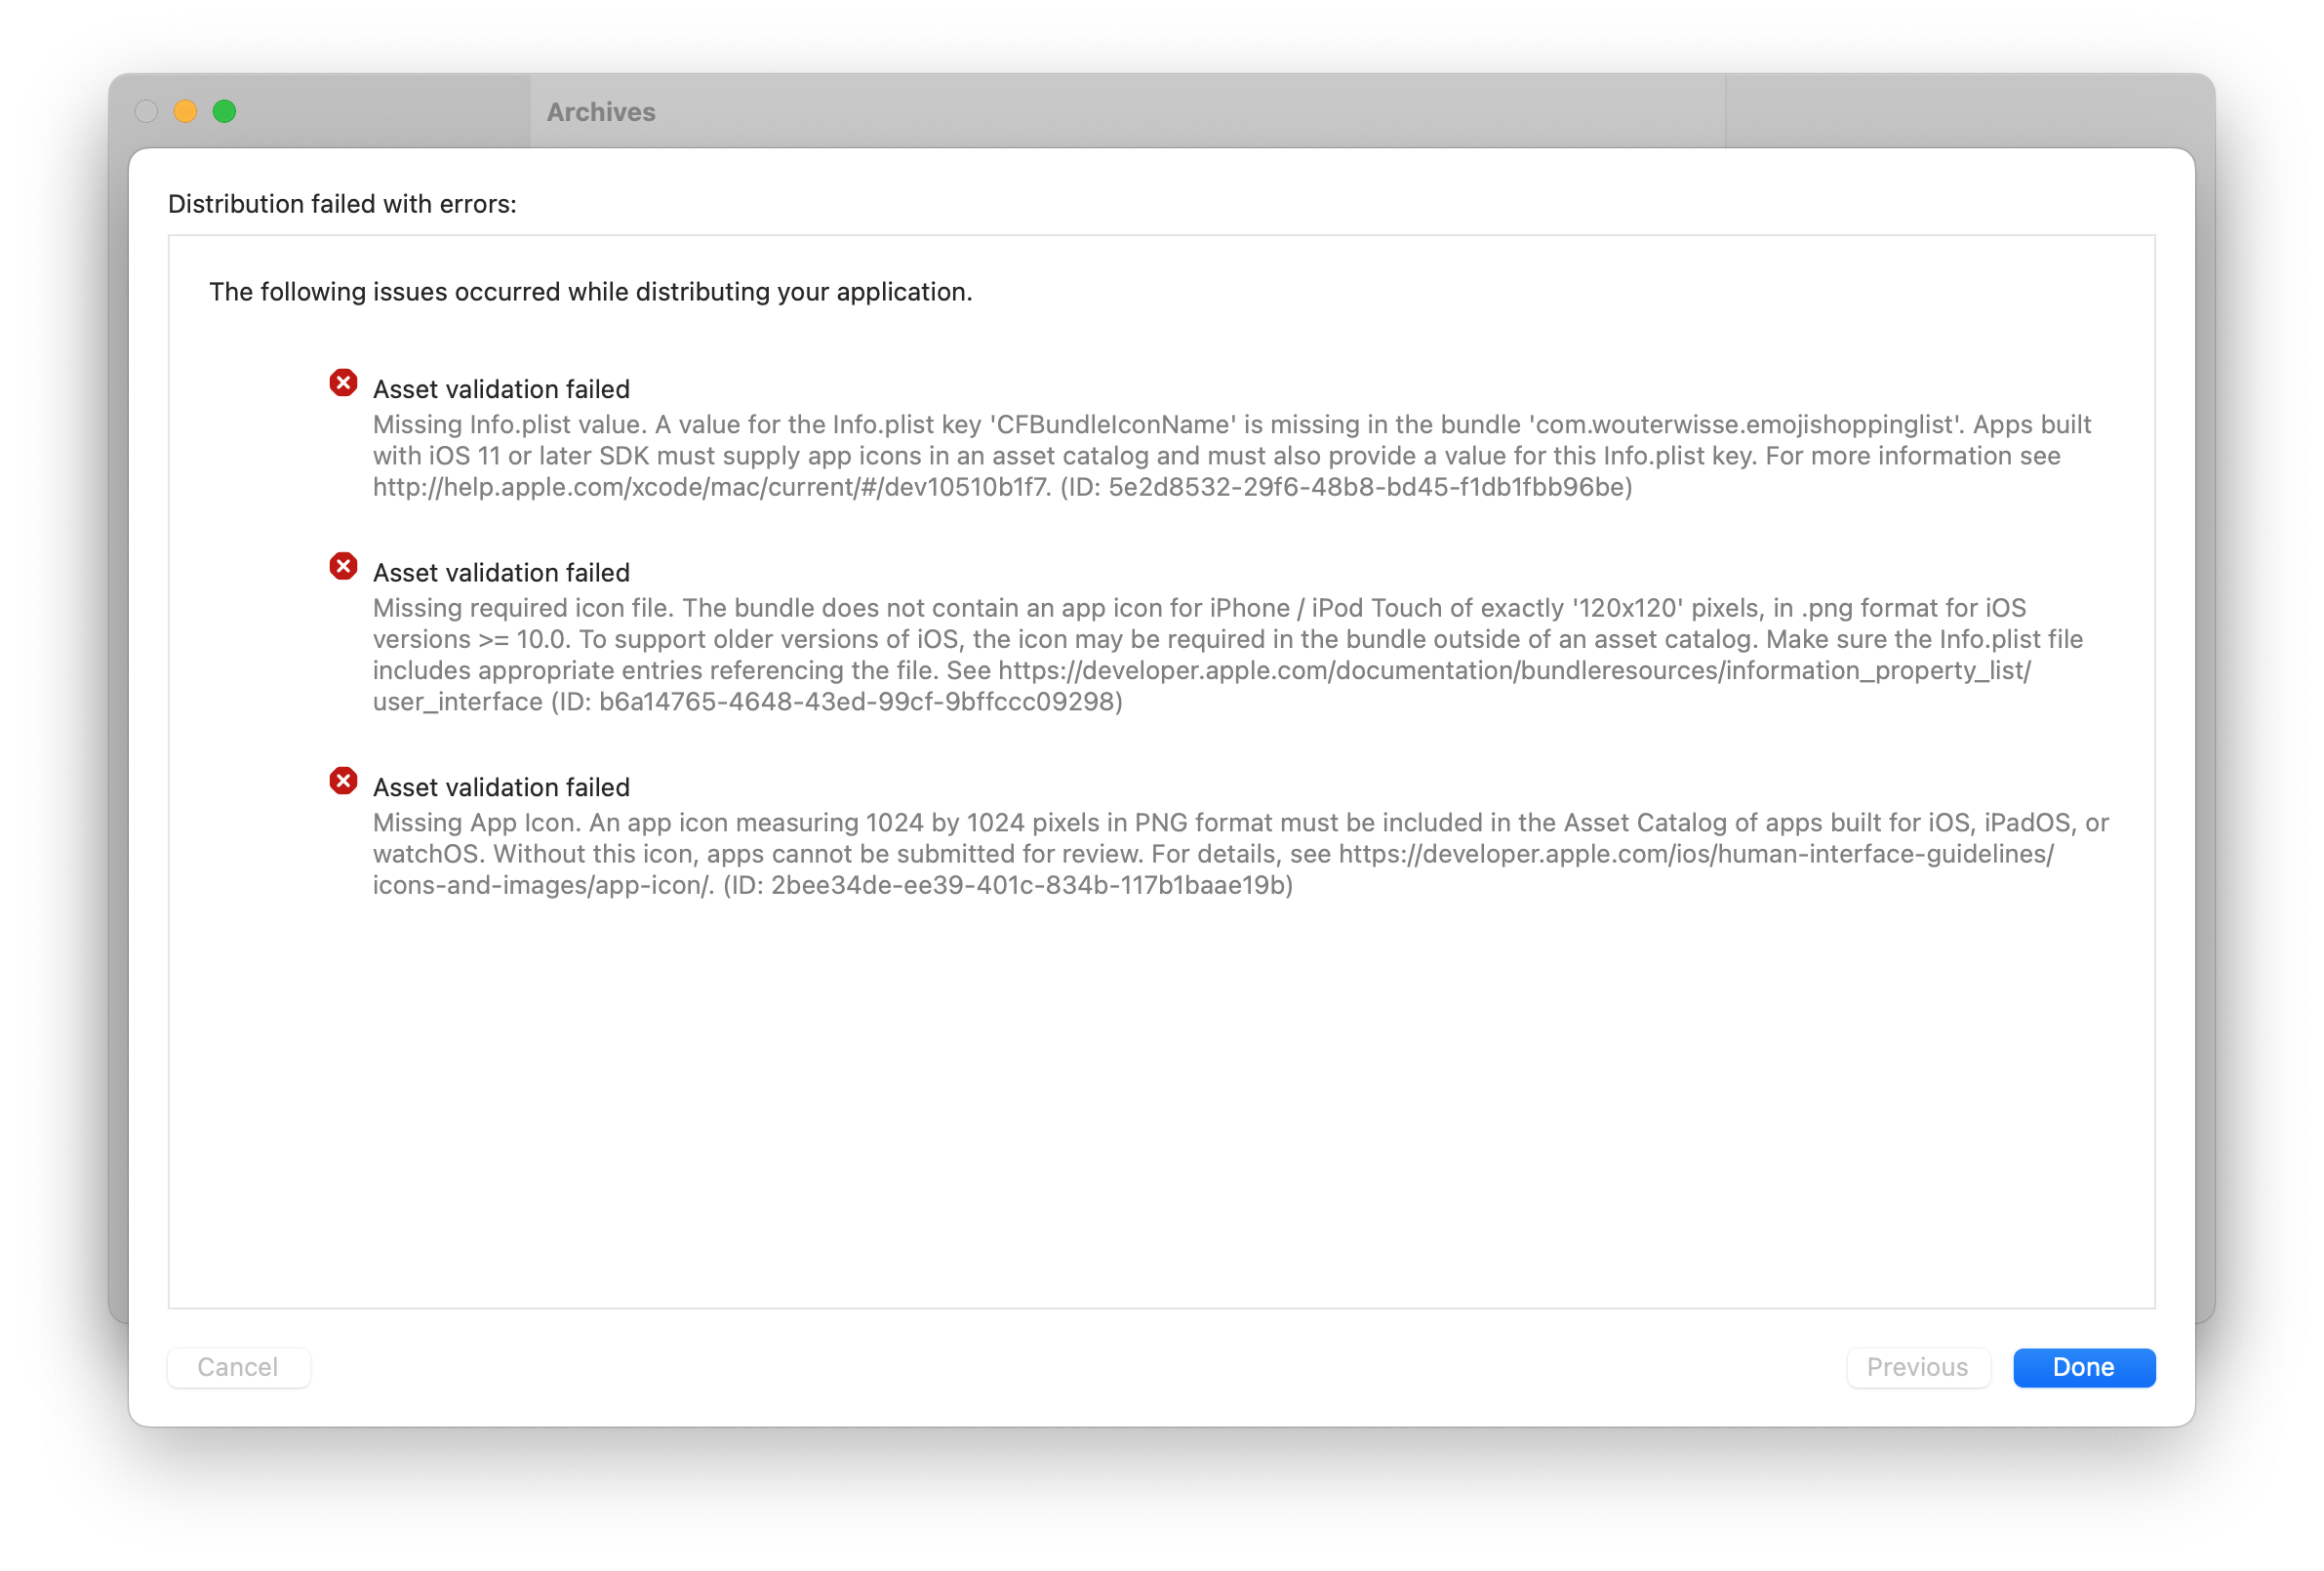 Archives
Distribution failed with errors:
The following issues occurred while distributing your application.
Asset validation failed
Missing Info.plist value. A value for the Info.plist key 'CFBundleIconName' is missing in the bundle 'com.wouterwisse.emojishoppinglist'. Apps built
with iOS 11 or later SDK must supply app icons in an asset catalog and must also provide a value for this Info.plist key. For more information see
http://help.apple.com/xcode/mac/current/#/dev10510b1f7. (ID: 5e2d8532-29f6-48b8-bd45-f1db1fbb96be)
Asset validation failed
Missing required icon file. The bundle does not contain an app icon for iPhone / iPod Touch of exactly '120x120' pixels, in .png format for iOS
versions >= 10.0. To support older versions of iOS, the icon may be required in the bundle outside of an asset catalog. Make sure the Info.plist file
includes appropriate entries referencing the file. See https://developer.apple.com/documentation/bundleresources/information_property_list/
user_interface (ID: b6a14765-4648-43ed-99cf-9bffccc09298)
Asset validation failed
Missing App Icon. An app icon measuring 1024 by 1024 pixels in PNG format must be included in the Asset Catalog of apps built for iOS, iPadOS, or
watchOS. Without this icon, apps cannot be submitted for review. For details, see https://developer.apple.com/ios/human-interface-guidelines/
icons-and-images/app-icon/. (ID: 2bee34de-ee39-401c-834b-117b1baae19b)
Cancel
Previous
Done